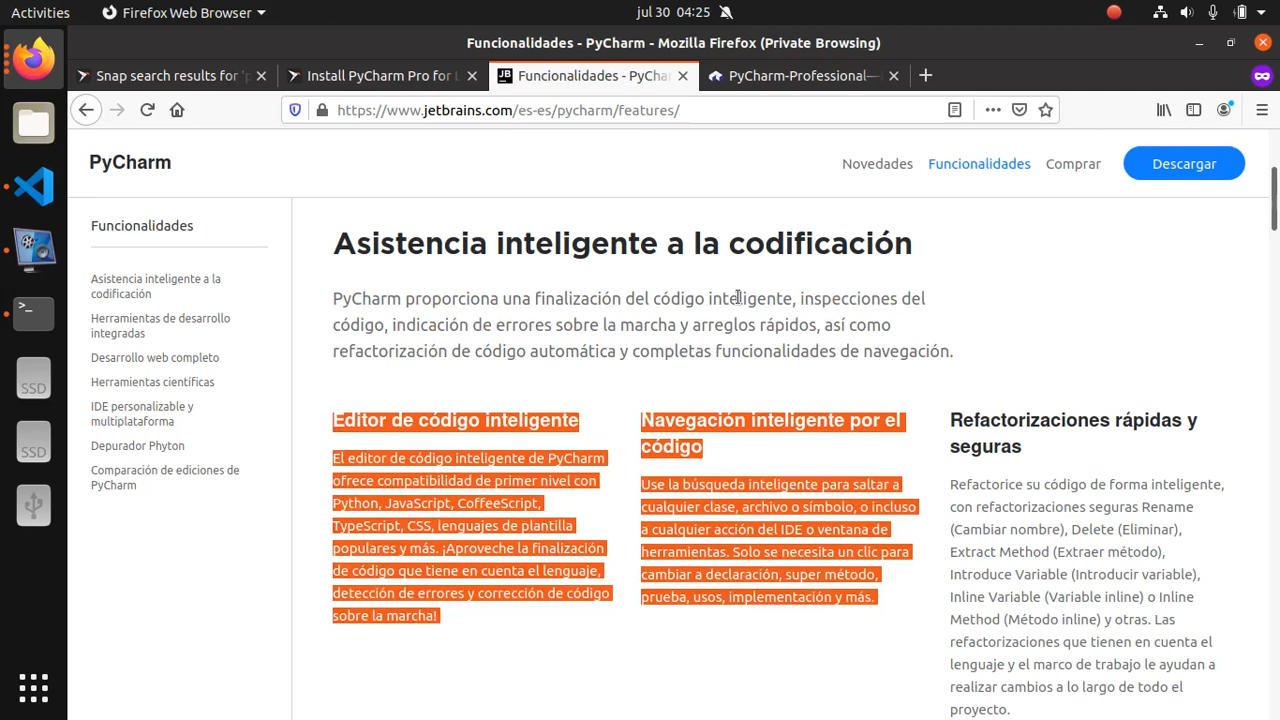 Activities
Firefox Web Browser
jul 30 04:25
Funcionalidades - PyCharm - Mozilla Firefox (Private Browsing)
Snap search results for 'p
Install PyCharm Pro for L
JB
Funcionalidades - PyChar
PyCharm-Professional—
https://www.jetbrains.com/es-es/pycharm/features/
PyCharm
Novedades
Funcionalidades
Comprar
Descargar
Funcionalidades
Asistencia inteligente a la
codificación
Herramientas de desarrollo
integradas
Desarrollo web completo
Herramientas científicas
IDE personalizable y
multiplataforma
Depurador Phyton
Comparación de ediciones de
PyCharm
Asistencia inteligente a la codificación
PyCharm proporciona una finalización del código inteligente, inspecciones del
código, indicación de errores sobre la marcha y arreglos rápidos, así como
refactorización de código automática y completas funcionalidades de navegación.
Editor de código inteligente
El editor de código inteligente de PyCharm
ofrece compatibilidad de primer nivel con
Python, JavaScript, CoffeeScript,
TypeScript, CSS, lenguajes de plantilla
populares y más. ¡Aproveche la finalización
de código que tiene en cuenta el lenguaje,
detección de errores y corrección de código
sobre la marcha!
Navegación inteligente por el
código
Use la búsqueda inteligente para saltar a
cualquier clase, archivo o símbolo, o incluso
a cualquier acción del IDE o ventana de
herramientas. Solo se necesita un clic para
cambiar a declaración, super método,
prueba, usos, implementación y más.
Refactorizaciones rápidas y
seguras
Refactorice su código de forma inteligente,
con refactorizaciones seguras Rename
(Cambiar nombre), Delete (Eliminar),
Extract Method (Extraer método),
Introduce Variable (Introducir variable),
Inline Variable (Variable inline) o Inline
Method (Método inline) y otras. Las
refactorizaciones que tienen en cuenta el
lenguaje y el marco de trabajo le ayudan a
realizar cambios a lo largo de todo el
proyecto.
SSD
SSD